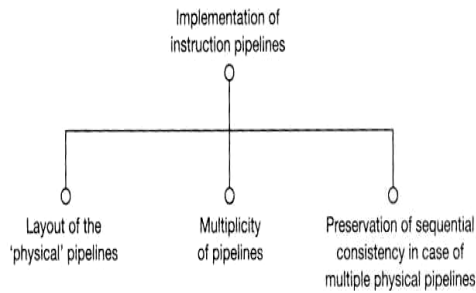 Implementation of
instruction pipelines
Layout of the
'physical' pipelines
Multiplicity
of pipelines
Preservation of sequential
consistency in case of
multiple physical pipelines